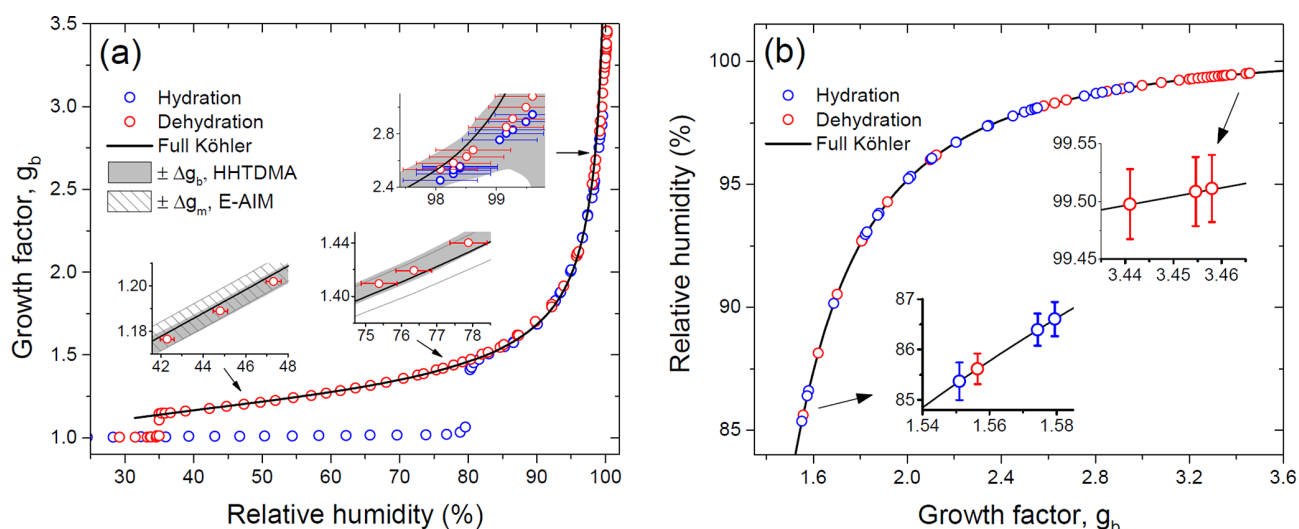 (a)
Hydration
Dehydration
Full Köhler
± Δg_b, HHTDMA
± Δg_m, E-AIM
Growth factor, g_b
3.5
3.0
2.5
2.0
1.5
1.0
30 40 50 60 70 80 90 100
Relative humidity (%)
2.8
2.4
98 99
1.44
1.40
75 76 77 78
1.20
1.18
42 44 46 48
(b)
Hydration
Dehydration
Full Köhler
Relative humidity (%)
100
95
90
85
1.6 2.0 2.4 2.8 3.2 3.6
Growth factor, g_b
99.55
99.50
99.45
3.44 3.45 3.46
87
86
85
1.54 1.56 1.58